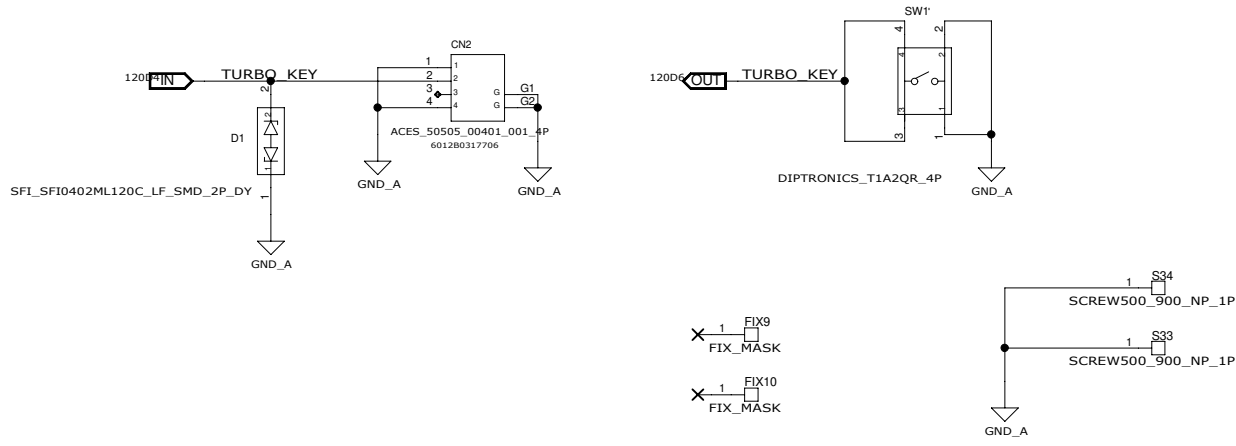 120D4
IN
TURBO_KEY
2
2
D1
1
1
SFI_SFI0402ML120C_LF_SMD_2P_DY
GND_A
CN2
1
2
3
4
1
2
3
4
G
G
G1
G2
ACES_50505_00401_001_4P
6012B0317706
GND_A
GND_A
SW1'
120D6
OUT
TURBO_KEY
4
2
4
2
3
1
3
1
DIPTRONICS_T1A2QR_4P
GND_A
1
FIX9
FIX_MASK
1
FIX10
FIX_MASK
1
S34
SCREW500_900_NP_1P
1
S33
SCREW500_900_NP_1P
GND_A